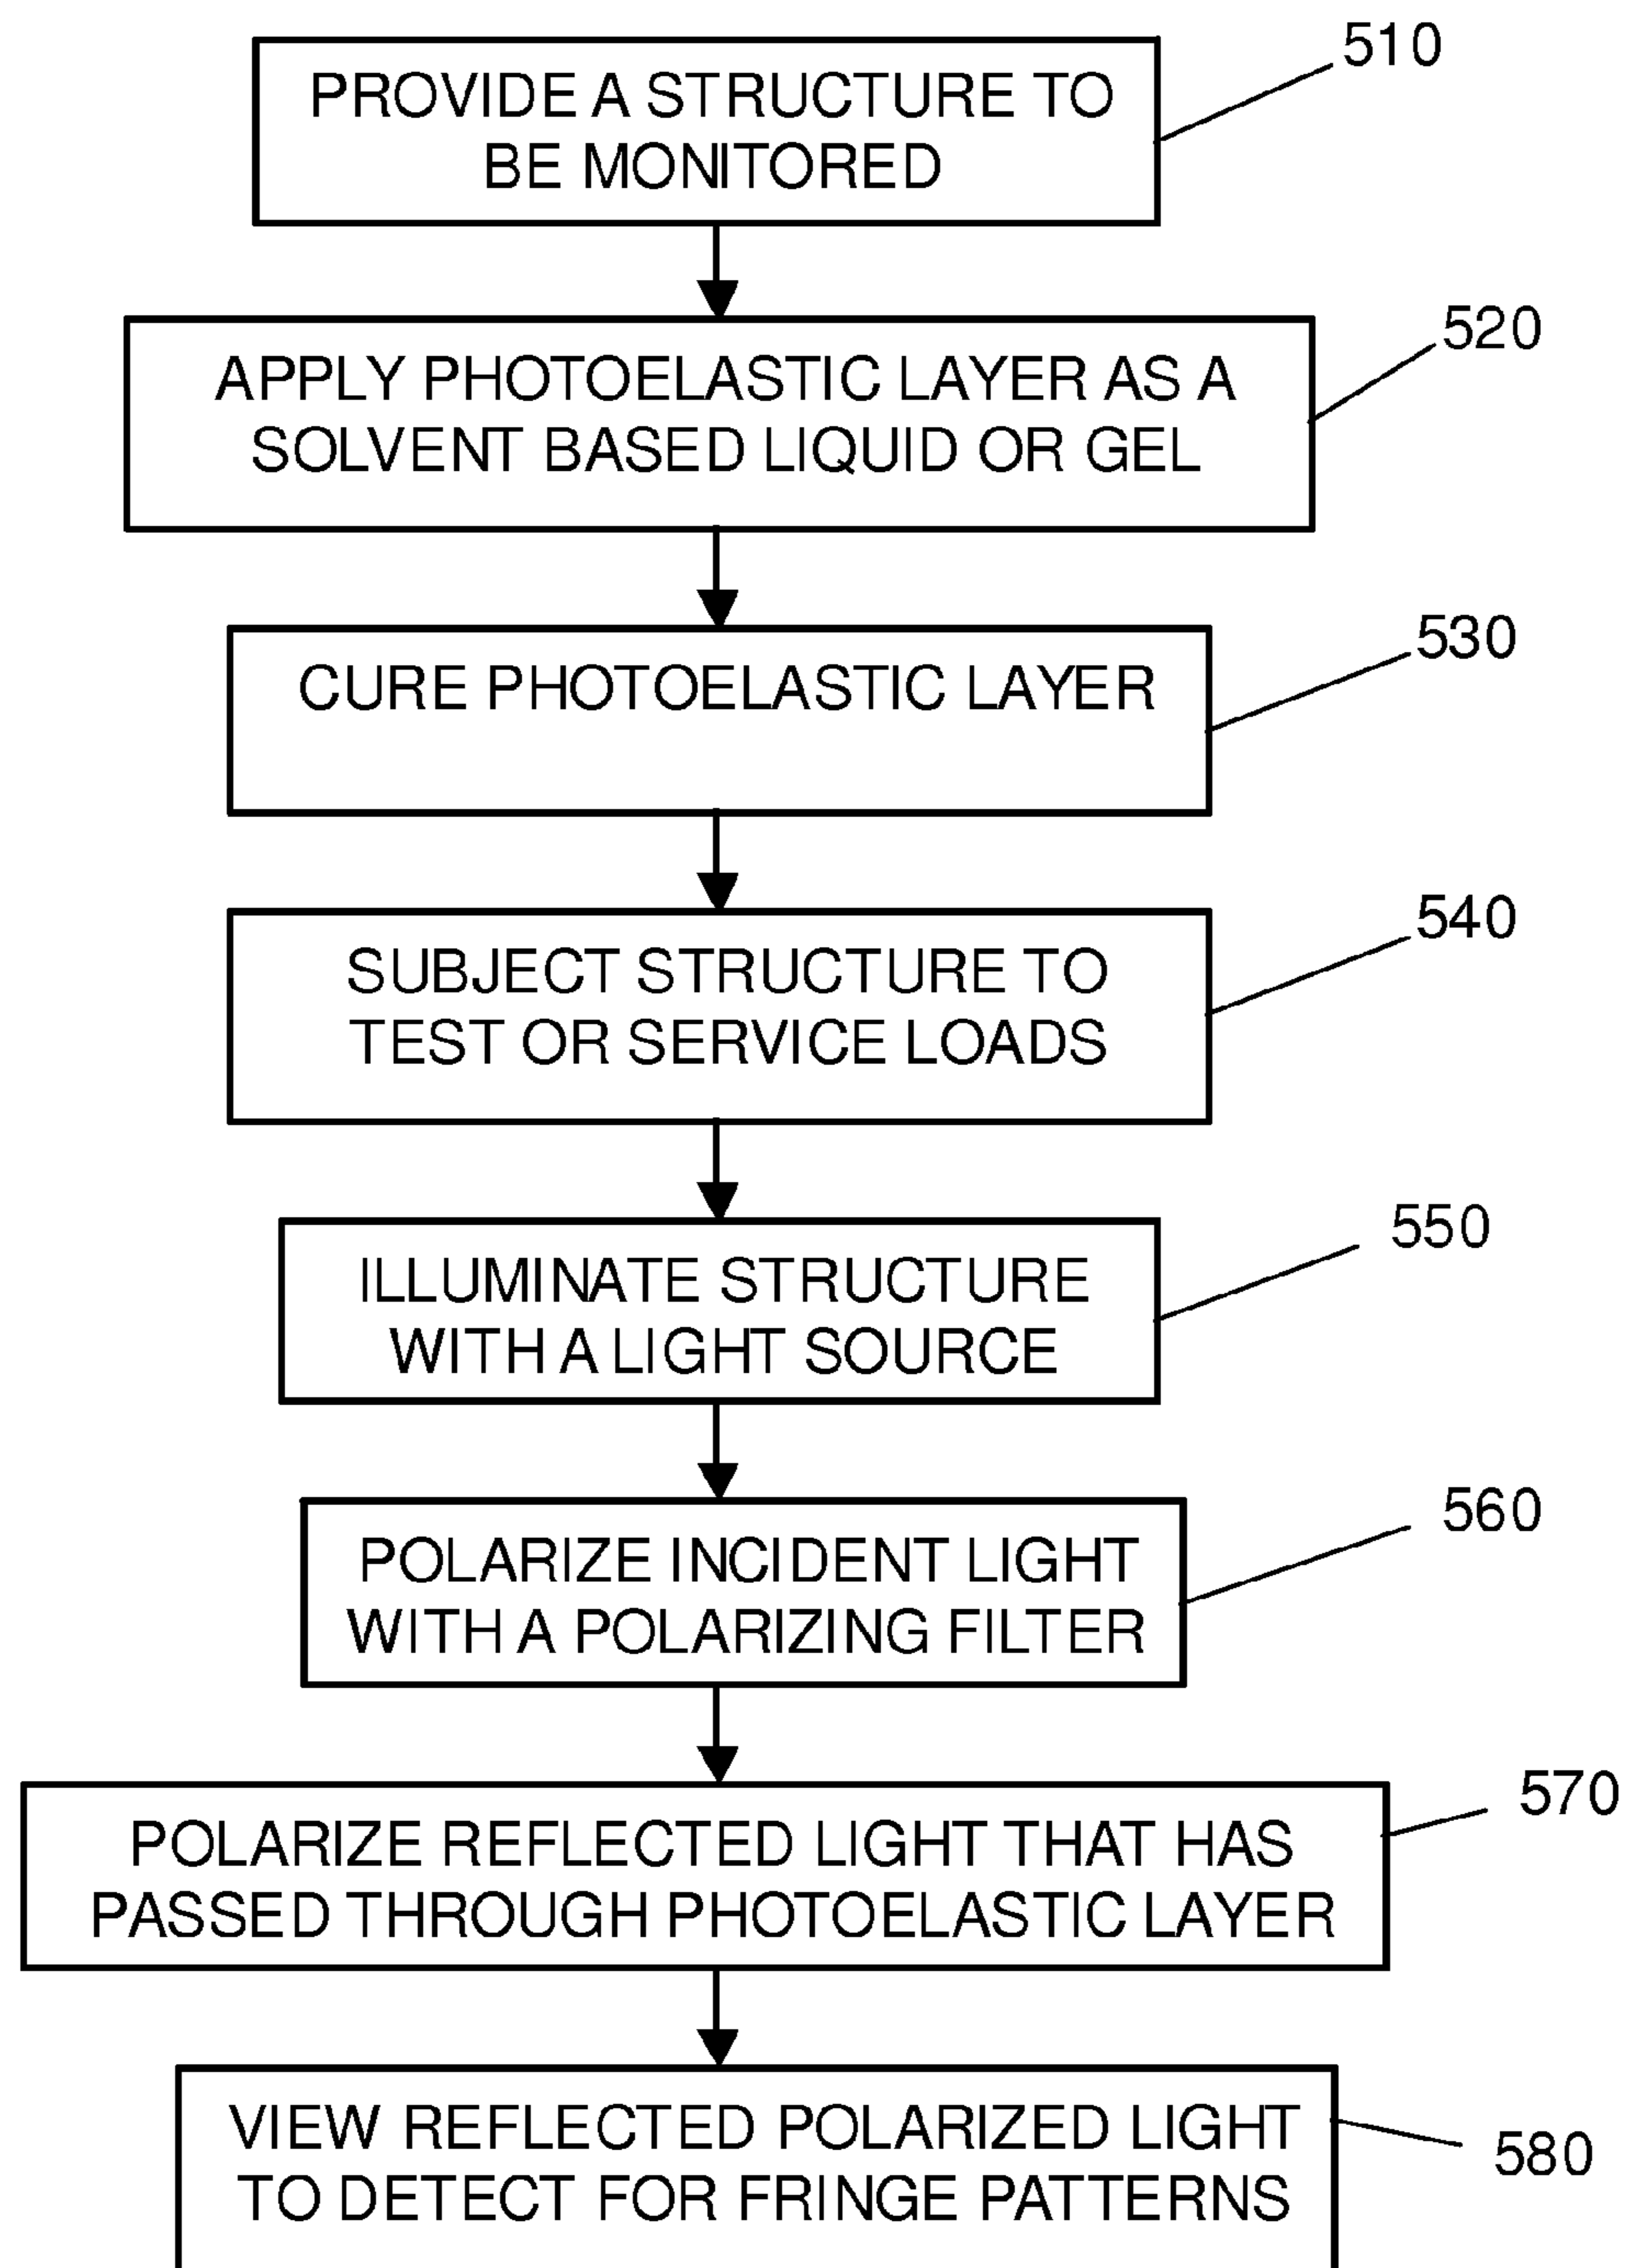 510
PROVIDE A STRUCTURE TO
BE MONITORED
520
APPLY PHOTOELASTIC LAYER AS A
SOLVENT BASED LIQUID OR GEL
530
CURE PHOTOELASTIC LAYER
540
SUBJECT STRUCTURE TO
TEST OR SERVICE LOADS
550
ILLUMINATE STRUCTURE
WITH A LIGHT SOURCE
560
POLARIZE INCIDENT LIGHT
WITH A POLARIZING FILTER
570
POLARIZE REFLECTED LIGHT THAT HAS
PASSED THROUGH PHOTOELASTIC LAYER
VIEW REFLECTED POLARIZED LIGHT
580
TO DETECT FOR FRINGE PATTERNS